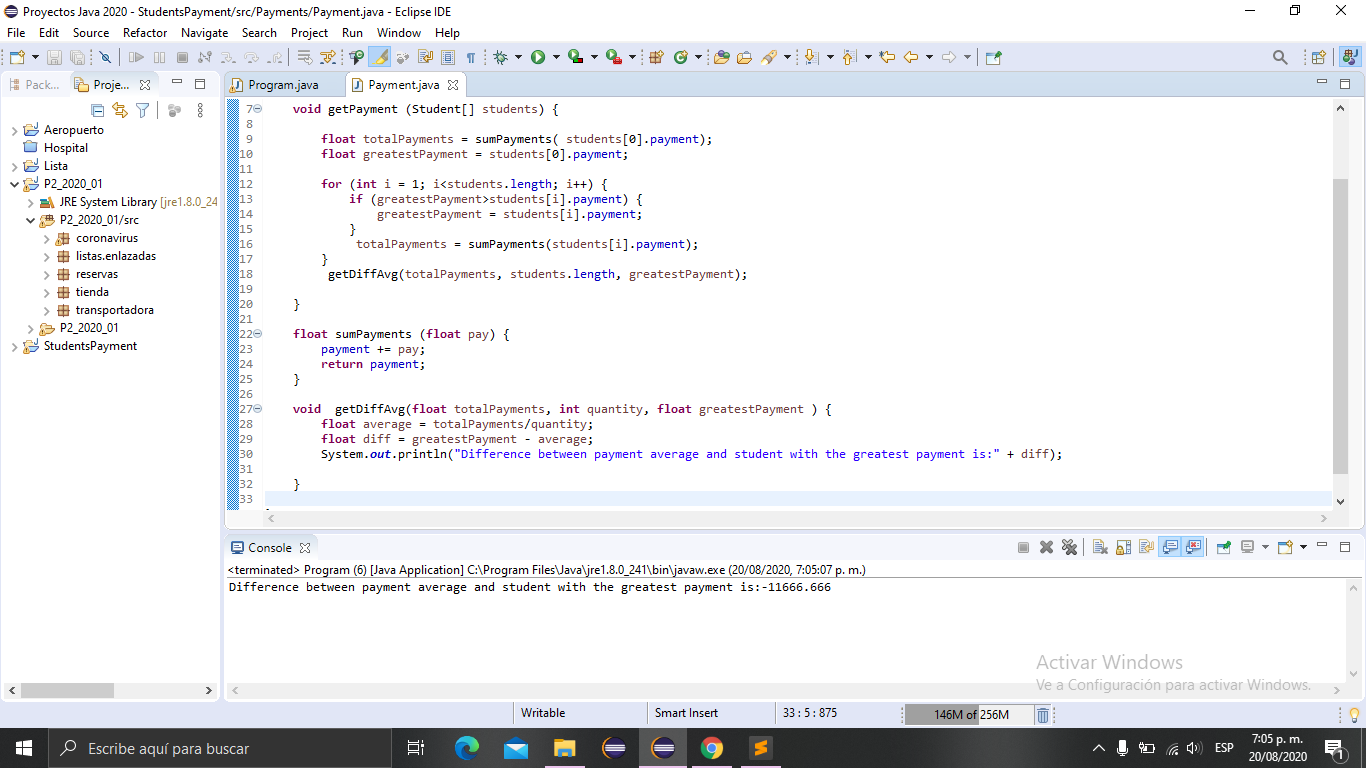 Proyectos Java 2020 - StudentsPayment/src/Payments/Payment.java - Eclipse IDE
File Edit Source Refactor Navigate Search Project Run Window Help
Pack... Proje...
Aeropuerto
Hospital
Lista
P2_2020_01
JRE System Library [jre1.8.0_24
P2_2020_01/src
coronavirus
listas.enlazadas
reservas
tienda
transportadora
P2_2020_01
StudentsPayment
Program.java Payment.java
7 void getPayment (Student[] students) {
8
9 float totalPayments = sumPayments( students[0].payment);
10 float greatestPayment = students[0].payment;
11
12 for (int i = 1; i<students.length; i++) {
13 if (greatestPayment>students[i].payment) {
14 greatestPayment = students[i].payment;
15 }
16 totalPayments = sumPayments(students[i].payment);
17 }
18 getDiffAvg(totalPayments, students.length, greatestPayment);
19
20 }
21
22 float sumPayments (float pay) {
23 payment += pay;
24 return payment;
25 }
26
27 void  getDiffAvg(float totalPayments, int quantity, float greatestPayment ) {
28 float average = totalPayments/quantity;
29 float diff = greatestPayment - average;
30 System.out.println("Difference between payment average and student with the greatest payment is:" + diff);
31
32 }
33
Console
<terminated> Program (6) [Java Application] C:\Program Files\Java\jre1.8.0_241\bin\javaw.exe (20/08/2020, 7:05:07 p. m.)
Difference between payment average and student with the greatest payment is:-11666.666
Activar Windows
Ve a Configuración para activar Windows.
Writable Smart Insert 33 : 5 : 875 146M of 256M
Escribe aquí para buscar
ESP
7:05 p. m.
20/08/2020
1